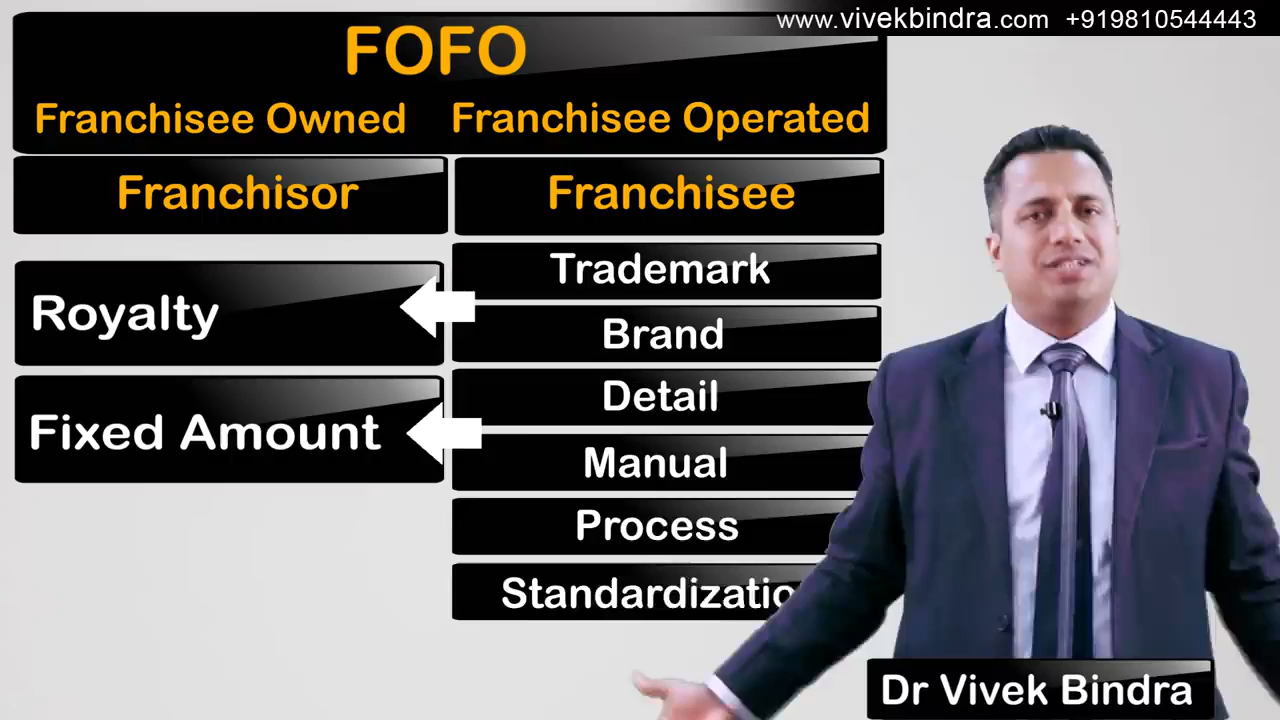 www.vivekbindra.com +919810544443
FOFO
Franchisee Owned Franchisee Operated
Franchisor Franchisee
Trademark
Royalty
Brand
Detail
Fixed Amount
Manual
Process
Standardizatio
Dr Vivek Bindra